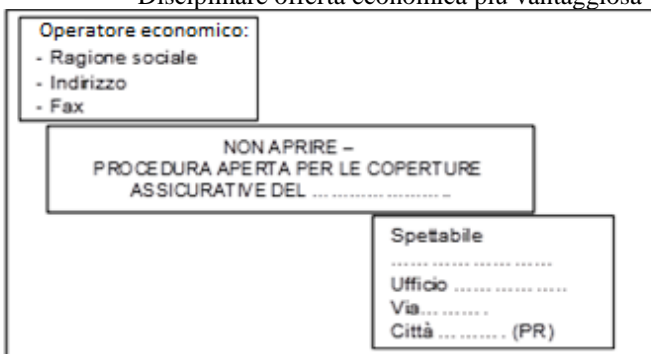 Disciplinare offerta economica più vantaggiosa
Operatore economico:
- Ragione sociale
- Indirizzo
- Fax
NON APRIRE –
PROCEDURA APERTA PER LE COPERTURE
ASSICURATIVE DEL ........................
Spettabile
........................
Ufficio ..................
Via..........
Città .......... (PR)